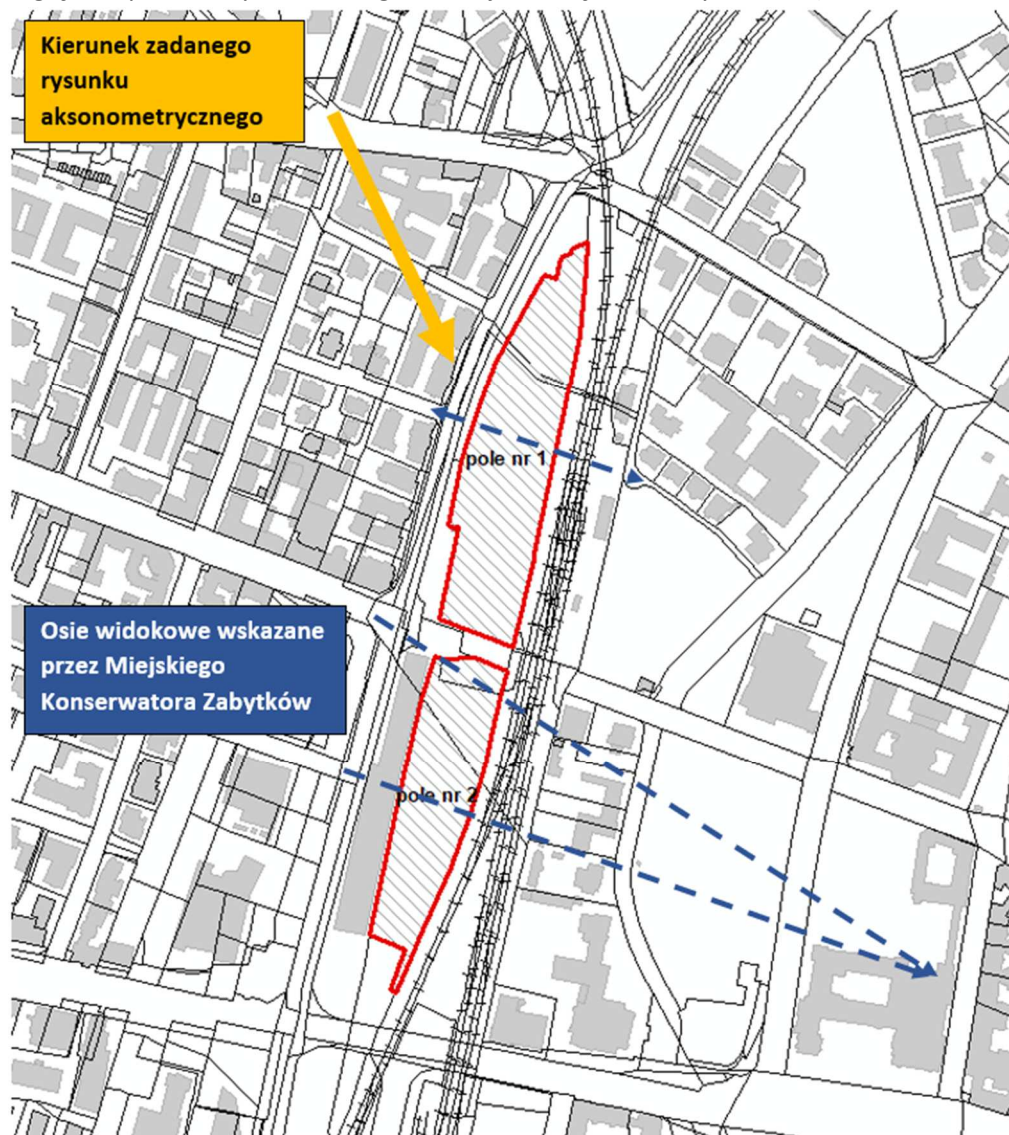 Kierunek zadanego
rysunku
aksonometrycznego
pole nr 1
Osie widokowe wskazane
przez Miejskiego
Konserwatora Zabytków
pole nr 2